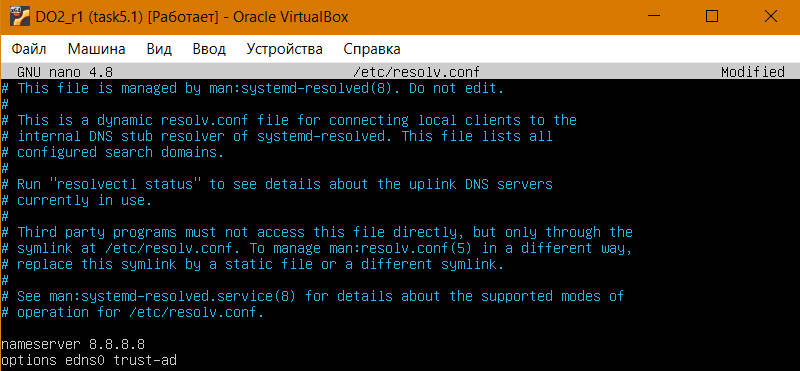 DO2_r1 (task5.1) [Работает] - Oracle VirtualBox
Файл Машина Вид Ввод Устройства Справка
GNU nano 4.8 /etc/resolv.conf Modified
# This file is managed by man:systemd-resolved(8). Do not edit.
#
# This is a dynamic resolv.conf file for connecting local clients to the
# internal DNS stub resolver of systemd-resolved. This file lists all
# configured search domains.
#
# Run "resolvectl status" to see details about the uplink DNS servers
# currently in use.
#
# Third party programs must not access this file directly, but only through the
# symlink at /etc/resolv.conf. To manage man:resolv.conf(5) in a different way,
# replace this symlink by a static file or a different symlink.
#
# See man:systemd-resolved.service(8) for details about the supported modes of
# operation for /etc/resolv.conf.
nameserver 8.8.8.8
options edns0 trust-ad